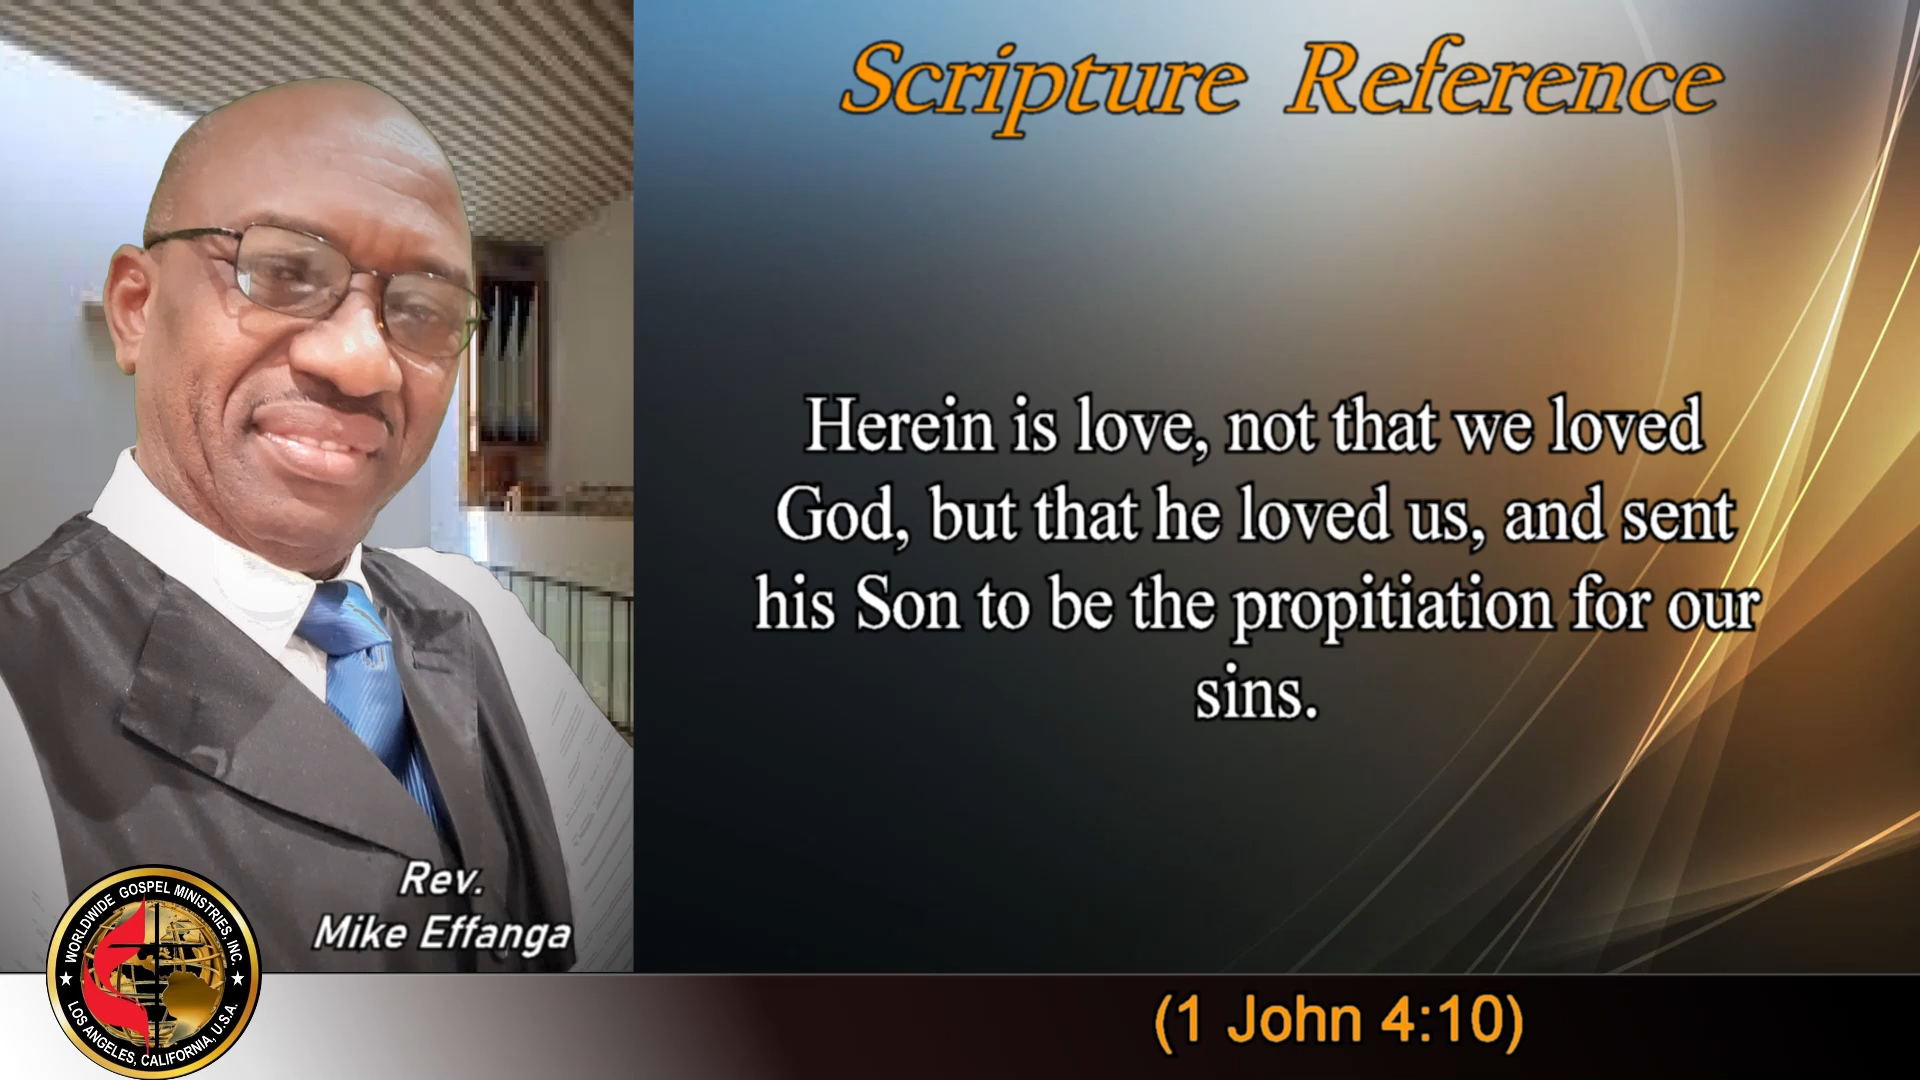 Scripture Reference
Herein is love, not that we loved
God, but that he loved us, and sent
his Son to be the propitiation for our
sins.
Rev.
Mike Effanga
WORLDWIDE GOSPEL MINISTRIES, INC.
LOS ANGELES, CALIFORNIA, U.S.A.
(1 John 4:10)